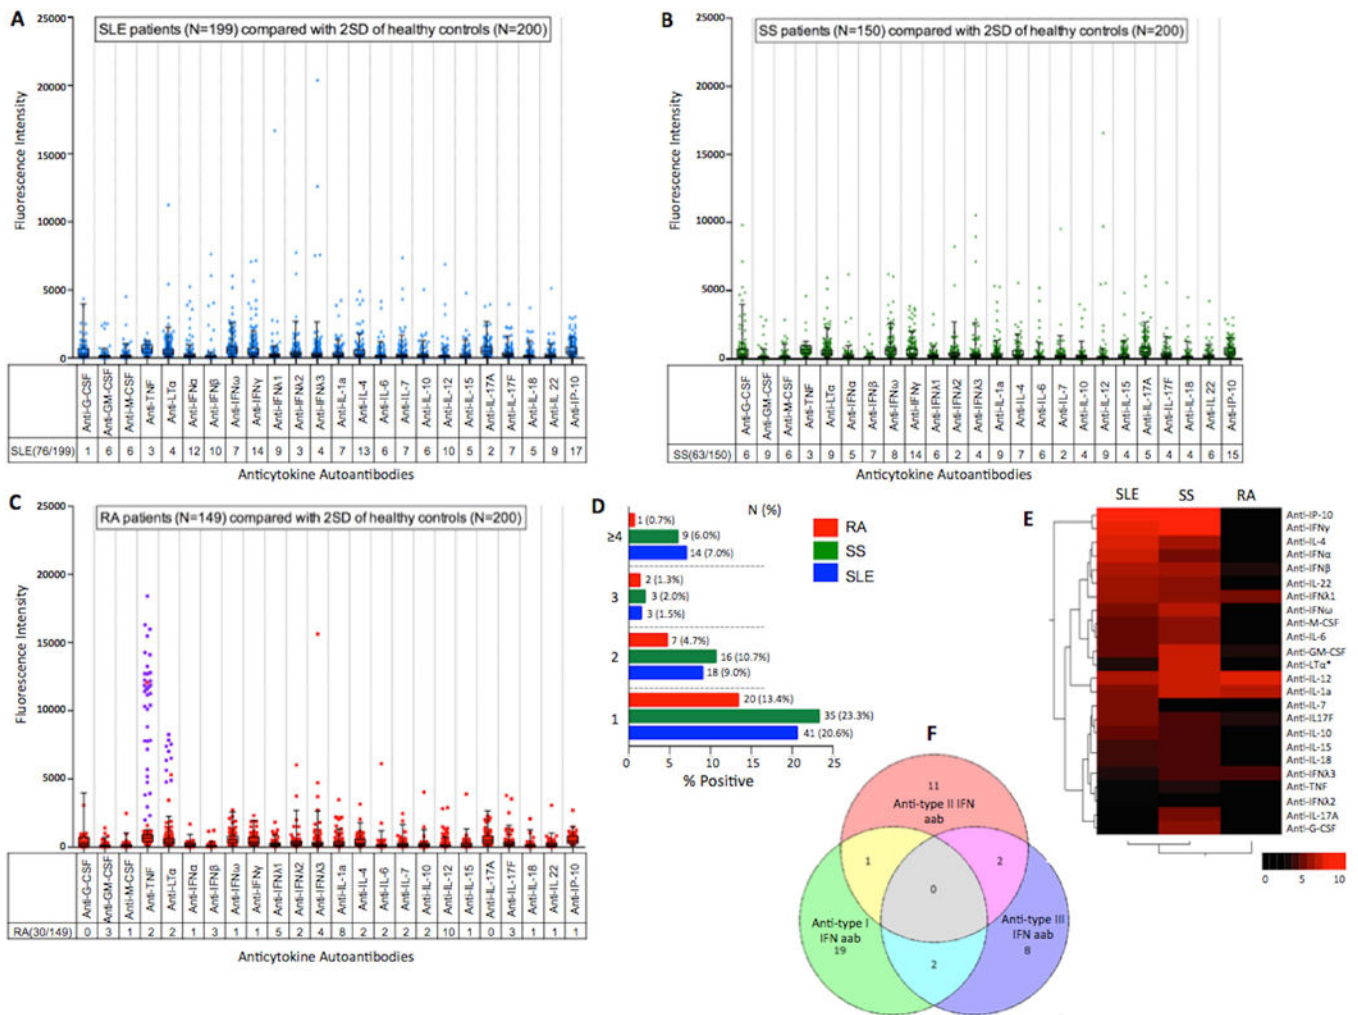 A
SLE patients (N=199) compared with 2SD of healthy controls (N=200)
Fluorescence Intensity
25000
20000
15000
10000
5000
0
Anti-G-CSF
Anti-GM-CSF
Anti-M-CSF
Anti-TNF
Anti-LTα
Anti-IFNα
Anti-IFNβ
Anti-IFNω
Anti-IFNγ
Anti-IFNλ1
Anti-IFNλ2
Anti-IFNλ3
Anti-IL-1a
Anti-IL-4
Anti-IL-6
Anti-IL-7
Anti-IL-10
Anti-IL-12
Anti-IL-15
Anti-IL-17A
Anti-IL-17F
Anti-IL-18
Anti-IL 22
Anti-IP-10
SLE(76/199) 1 6 6 3 4 12 10 7 14 9 3 4 7 13 6 7 6 10 5 2 7 5 9 17
Anticytokine Autoantibodies
B
SS patients (N=150) compared with 2SD of healthy controls (N=200)
Fluorescence Intensity
25000
20000
15000
10000
5000
0
Anti-G-CSF
Anti-GM-CSF
Anti-M-CSF
Anti-TNF
Anti-LTα
Anti-IFNα
Anti-IFNβ
Anti-IFNω
Anti-IFNγ
Anti-IFNλ1
Anti-IFNλ2
Anti-IFNλ3
Anti-IL-1a
Anti-IL-4
Anti-IL-6
Anti-IL-7
Anti-IL-10
Anti-IL-12
Anti-IL-15
Anti-IL-17A
Anti-IL-17F
Anti-IL-18
Anti-IL 22
Anti-IP-10
SS(63/150) 6 9 6 3 9 5 7 8 14 6 2 4 9 7 6 2 4 9 4 5 4 4 6 15
Anticytokine Autoantibodies
C
RA patients (N=149) compared with 2SD of healthy controls (N=200)
Fluorescence Intensity
25000
20000
15000
10000
5000
0
Anti-G-CSF
Anti-GM-CSF
Anti-M-CSF
Anti-TNF
Anti-LTα
Anti-IFNα
Anti-IFNβ
Anti-IFNω
Anti-IFNγ
Anti-IFNλ1
Anti-IFNλ2
Anti-IFNλ3
Anti-IL-1a
Anti-IL-4
Anti-IL-6
Anti-IL-7
Anti-IL-10
Anti-IL-12
Anti-IL-15
Anti-IL-17A
Anti-IL-17F
Anti-IL-18
Anti-IL 22
Anti-IP-10
RA(30/149) 0 3 1 2 2 1 3 1 1 5 2 4 8 2 2 2 2 10 1 0 3 1 1 1
Anticytokine Autoantibodies
D
N (%)
RA
SS
SLE
≥4
1 (0.7%)
9 (6.0%)
14 (7.0%)
3
2 (1.3%)
3 (2.0%)
3 (1.5%)
2
7 (4.7%)
16 (10.7%)
18 (9.0%)
1
20 (13.4%)
35 (23.3%)
41 (20.6%)
0 5 10 15 20 25
% Positive
E
SLE SS RA
Anti-IP-10
Anti-IFNγ
Anti-IL-4
Anti-IFNα
Anti-IFNβ
Anti-IL-22
Anti-IFNλ1
Anti-IFNω
Anti-M-CSF
Anti-IL-6
Anti-GM-CSF
Anti-LTα*
Anti-IL-12
Anti-IL-1a
Anti-IL-7
Anti-IL17F
Anti-IL-10
Anti-IL-15
Anti-IL-18
Anti-IFNλ3
Anti-TNF
Anti-IFNλ2
Anti-IL-17A
Anti-G-CSF
0 5 10
F
11
Anti-type II IFN
aab
1
2
0
Anti-type I
IFN aab
19
Anti-type III
IFN aab
8
2